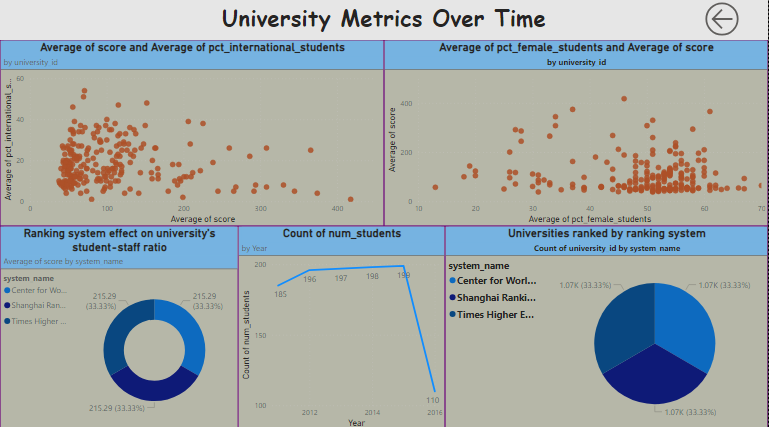 University Metrics Over Time
Average of score and Average of pct_international_students
by university_id
Average of pct_international_s...
60
40
20
0
0
100
200
300
400
Average of score
Average of pct_female_students and Average of score
by university_id
Average of score
400
200
0
10
20
30
40
50
60
70
Average of pct_female_students
Ranking system effect on university's
student-staff ratio
Average of score by system_name
system_name
Center for Wo...
Shanghai Ran...
Times Higher ...
215.29
(33.33%)
215.29
(33.33%)
215.29 (33.33%)
Count of num_students
by Year
Count of num_students
200
150
100
185
196
197
198
199
110
2012
2014
2016
Year
Universities ranked by ranking system
Count of university_id by system_name
system_name
Center for Worl...
Shanghai Ranki...
Times Higher E...
1.07K (33.33%)
1.07K (33.33%)
1.07K (33.33%)